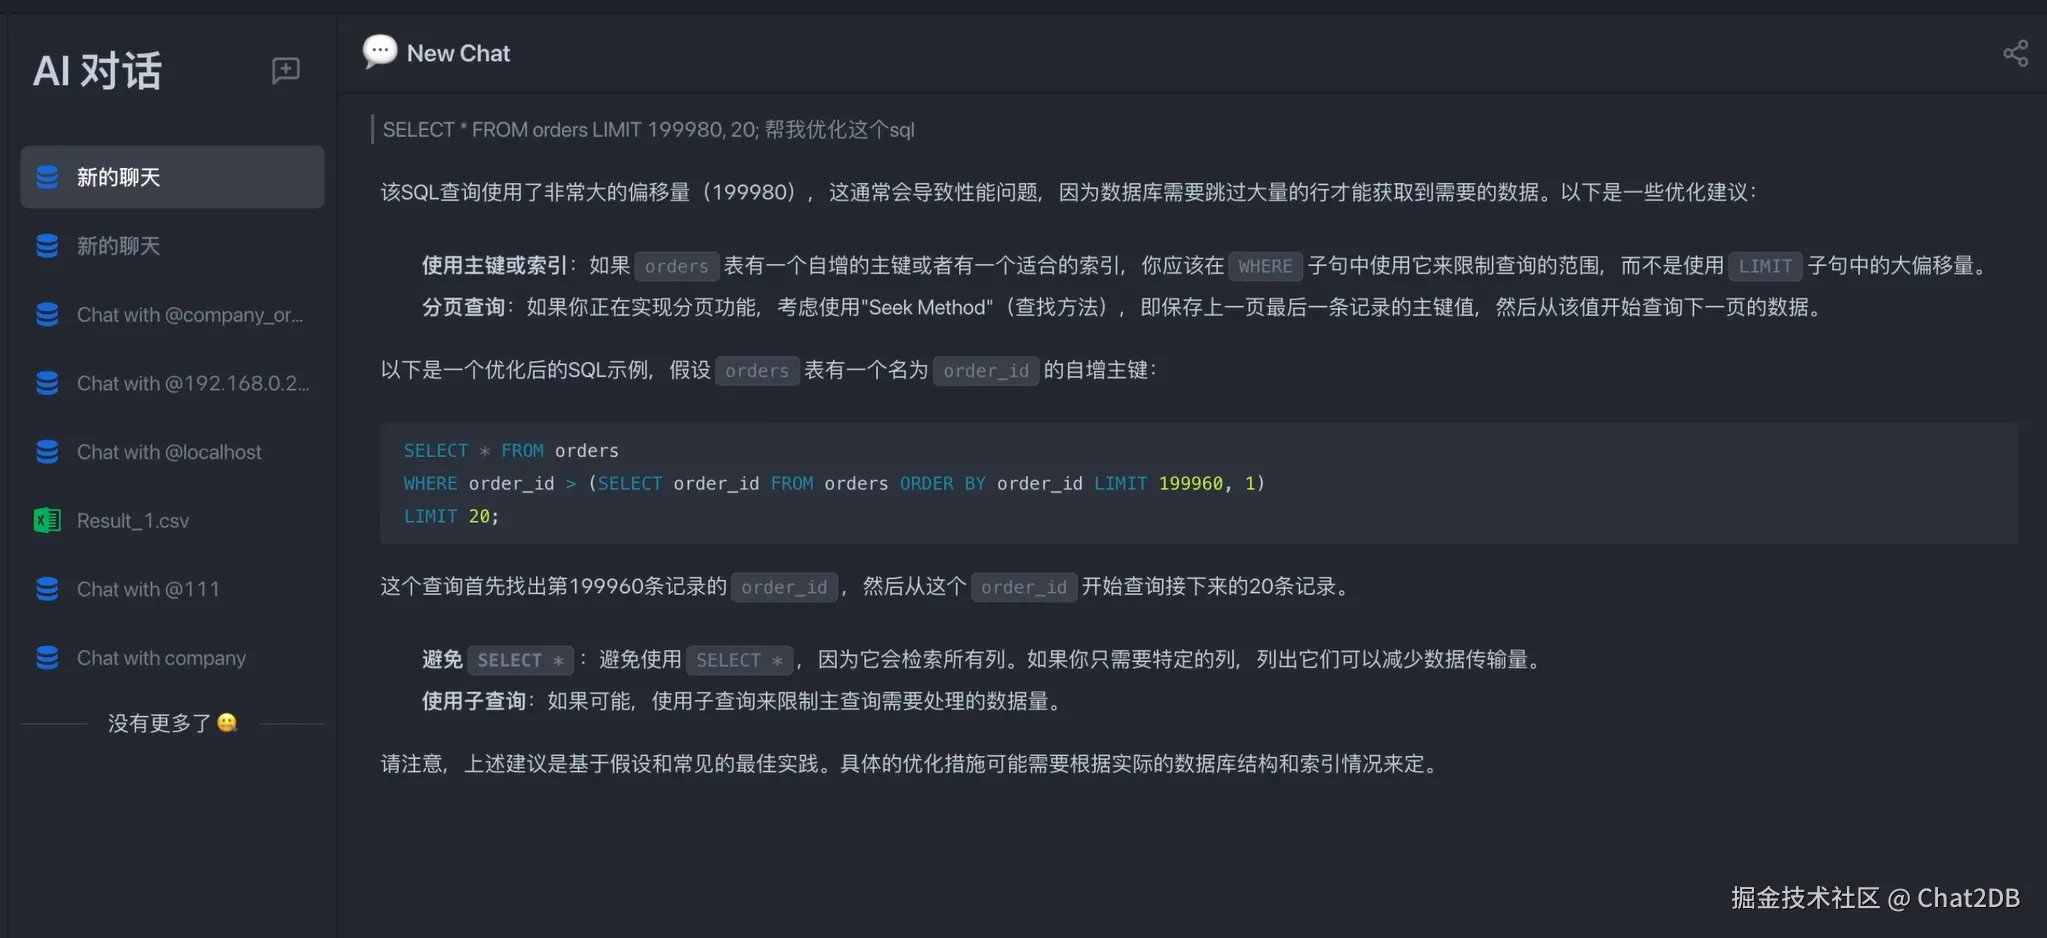 AI 对话
新的聊天
新的聊天
Chat with @company_or...
Chat with @192.168.0.2...
Chat with @localhost
Result_1.csv
Chat with @111
Chat with company
没有更多了
New Chat
SELECT * FROM orders LIMIT 199980, 20; 帮我优化这个sql
该SQL查询使用了非常大的偏移量（199980），这通常会导致性能问题，因为数据库需要跳过大量的行才能获取到需要的数据。以下是一些优化建议：
使用主键或索引：如果 orders 表有一个自增的主键或者有一个适合的索引，你应该在 WHERE 子句中使用它来限制查询的范围，而不是使用 LIMIT 子句中的大偏移量。
分页查询：如果你正在实现分页功能，考虑使用"Seek Method"（查找方法），即保存上一页最后一条记录的主键值，然后从该值开始查询下一页的数据。
以下是一个优化后的SQL示例，假设 orders 表有一个名为 order_id 的自增主键：
SELECT * FROM orders
WHERE order_id > (SELECT order_id FROM orders ORDER BY order_id LIMIT 199960, 1)
LIMIT 20;
这个查询首先找出第199960条记录的 order_id ，然后从这个 order_id 开始查询接下来的20条记录。
避免 SELECT * ：避免使用 SELECT * ，因为它会检索所有列。如果你只需要特定的列，列出它们可以减少数据传输量。
使用子查询：如果可能，使用子查询来限制主查询需要处理的数据量。
请注意，上述建议是基于假设和常见的最佳实践。具体的优化措施可能需要根据实际的数据库结构和索引情况来定。
掘金技术社区 @ Chat2DB